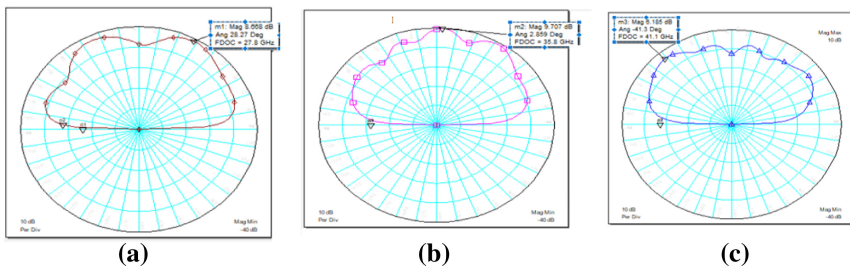 m1: Mag 8.668 dB
Ang 28.27 Deg
FDOC = 27.8 GHz
10 dB
Per Div
Mag Min
-40 dB
(a)
m2: Mag 9.707 dB
Ang 2.859 Deg
FDOC = 35.8 GHz
10 dB
Per Div
Mag Min
-40 dB
(b)
m3: Mag 6.185 dB
Ang -41.3 Deg
FDOC = 41.1 GHz
Mag Max
10 dB
10 dB
Per Div
Mag Min
-40 dB
(c)